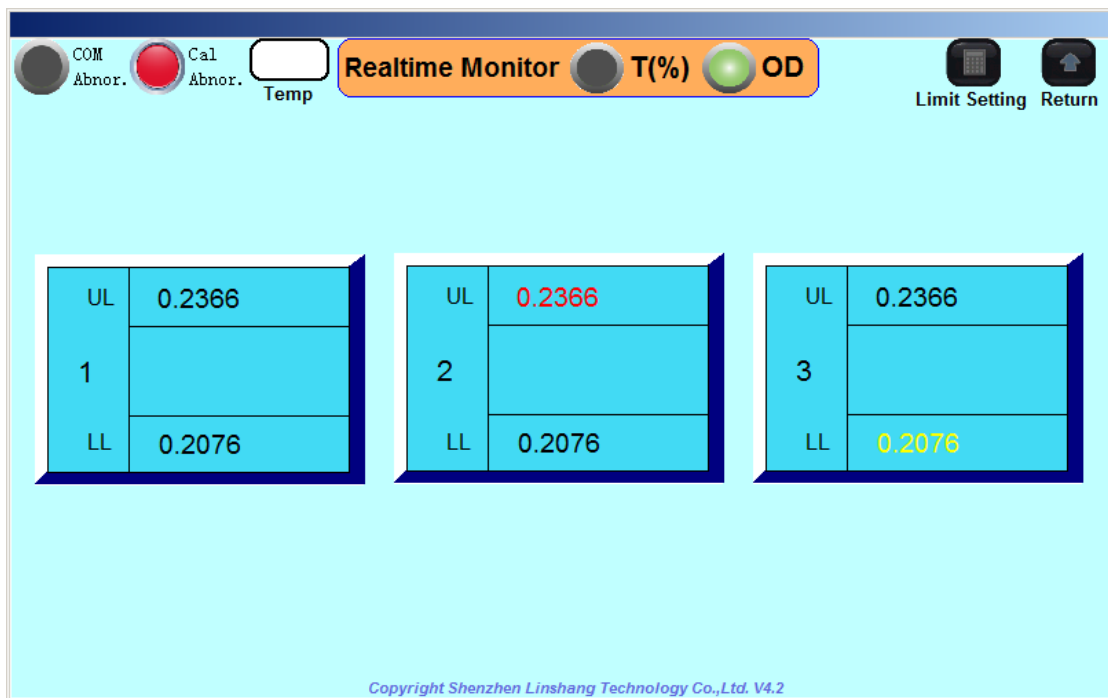 COM
Abnor.
Cal
Abnor.
Temp
Realtime Monitor T(%) OD
Limit Setting
Return
UL 0.2366
1
LL 0.2076
UL 0.2366
2
LL 0.2076
UL 0.2366
3
LL 0.2076
Copyright Shenzhen Linshang Technology Co.,Ltd. V4.2